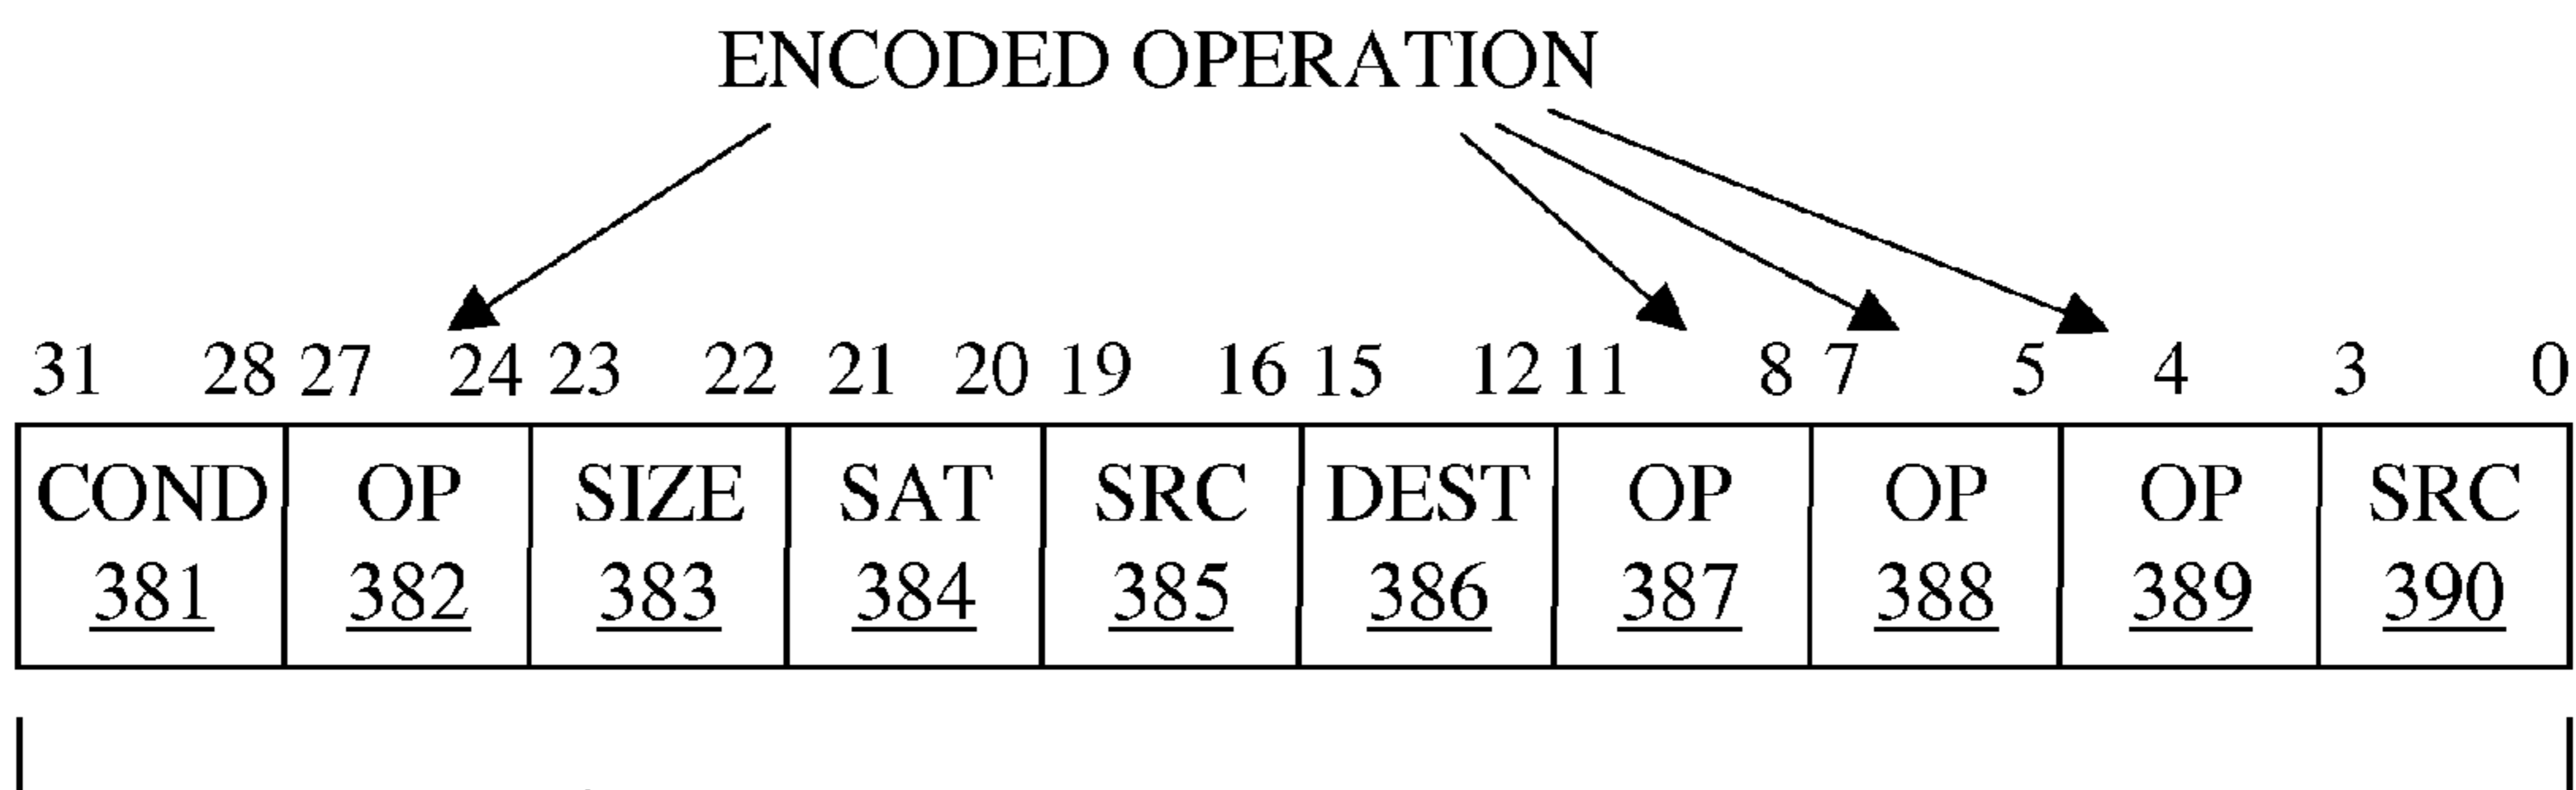 ENCODED OPERATION
31 28 27 24 23 22 21 20 19 16 15 12 11 8 7 5 4 3 0
COND OP SIZE SAT SRC DEST OP OP OP SRC
381 382 383 384 385 386 387 388 389 390